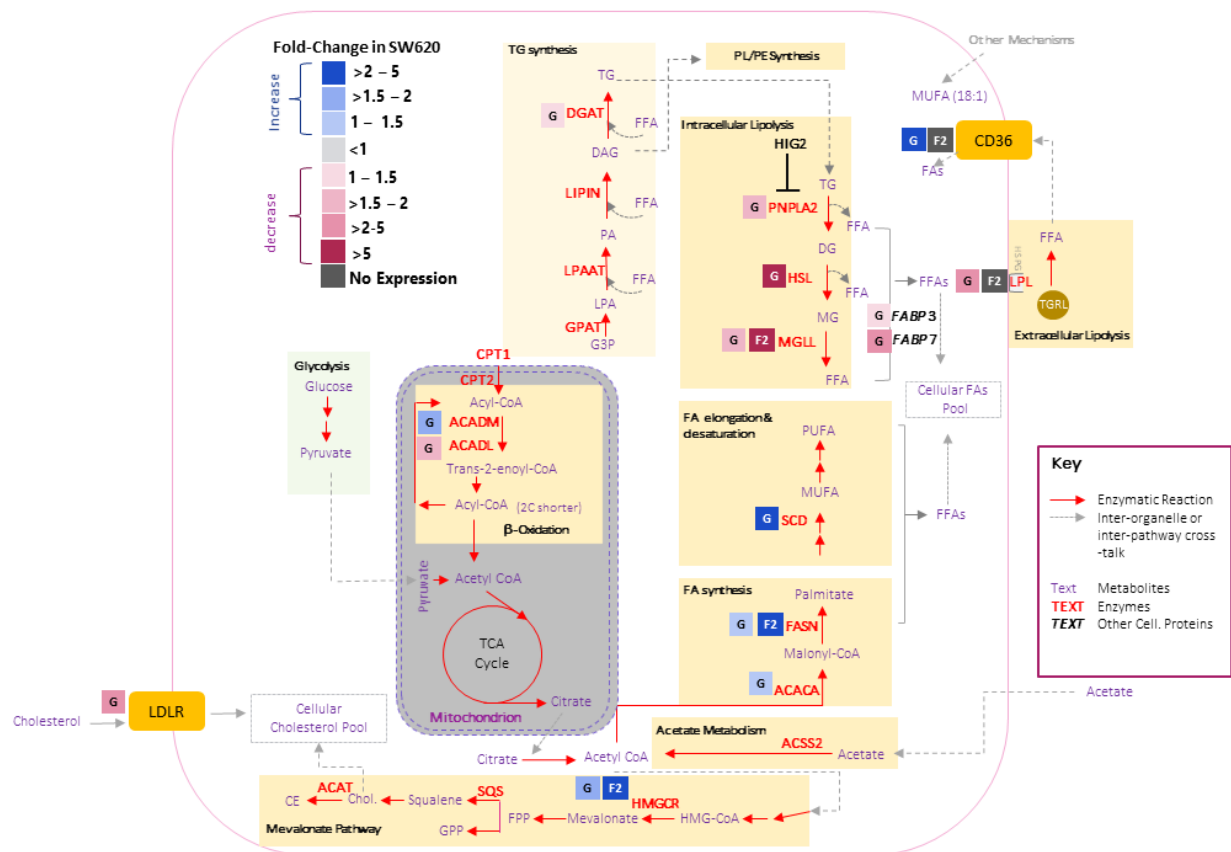 Fold-Change in SW620
Increase
>2 – 5
>1.5 – 2
1 – 1.5
<1
decrease
1 – 1.5
>1.5 – 2
>2-5
>5
No Expression
TG synthesis
TG
G DGAT
FFA
DAG
LIPIN
FFA
PA
LPAAT
FFA
LPA
GPAT
G3P
PL/PE Synthesis
Intracellular Lipolysis
HIG2
TG
G PNPLA2
FFA
DG
G HSL
FFA
MG
G F2 MGLL
FFA
FFAs
G FABP3
G FABP7
Cellular FAs
Pool
Other Mechanisms
MUFA (18:1)
G F2 CD36
FAs
FFA
HSPG
G F2 LPL
TGRL
Extracellular Lipolysis
Glycolysis
Glucose
Pyruvate
CPT1
CPT2
Acyl-CoA
G ACADM
G ACADL
Trans-2-enoyl-CoA
Acyl-CoA (2C shorter)
β-Oxidation
Pyruvate
Acetyl CoA
TCA
Cycle
Citrate
Mitochondrion
FA elongation &
desaturation
PUFA
MUFA
G SCD
FFAs
FA synthesis
Palmitate
G F2 FASN
Malonyl-CoA
G ACACA
Key
Enzymatic Reaction
Inter-organelle or
inter-pathway cross
-talk
Text Metabolites
TEXT Enzymes
TEXT Other Cell. Proteins
G
Cholesterol
LDLR
Cellular
Cholesterol Pool
Citrate
Acetyl CoA
Acetate Metabolism
ACSS2
Acetate
Acetate
ACAT
CE
Chol.
Squalene
SQS
FPP
GPP
Mevalonate
G F2
HMGCR
HMG-CoA
Mevalonate Pathway